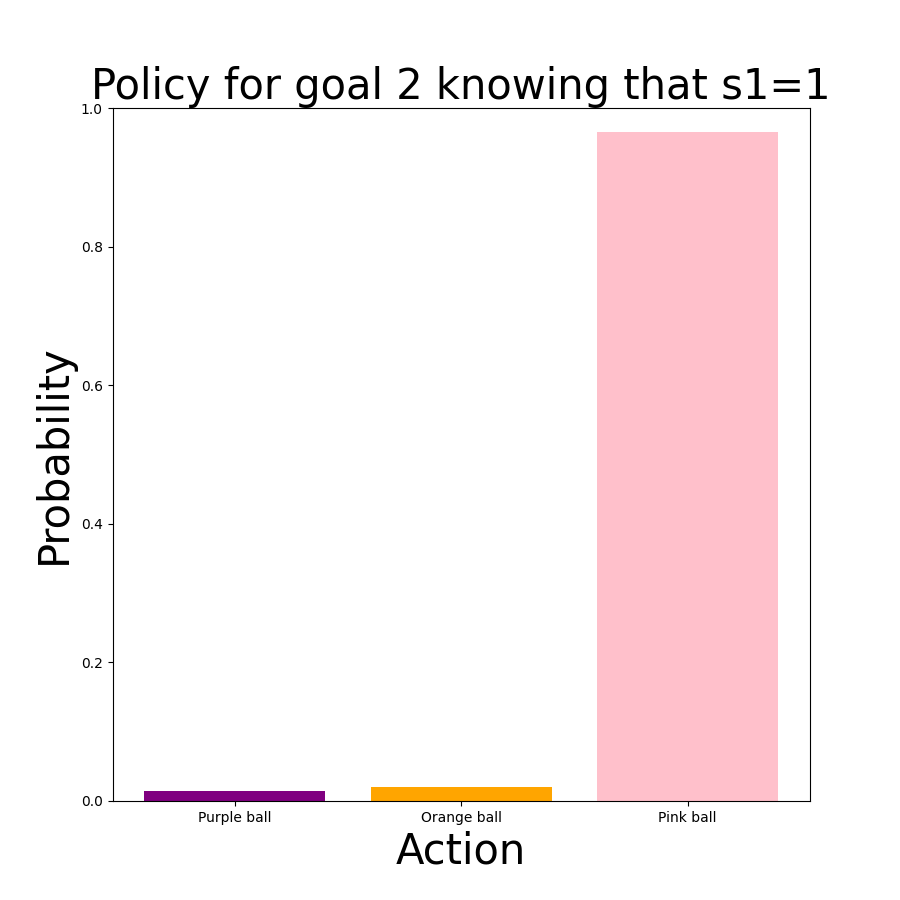 Policy for goal 2 knowing that s1=1
1.0
0.8
0.6
0.4
0.2
0.0
Probability
Purple ball
Orange ball
Pink ball
Action